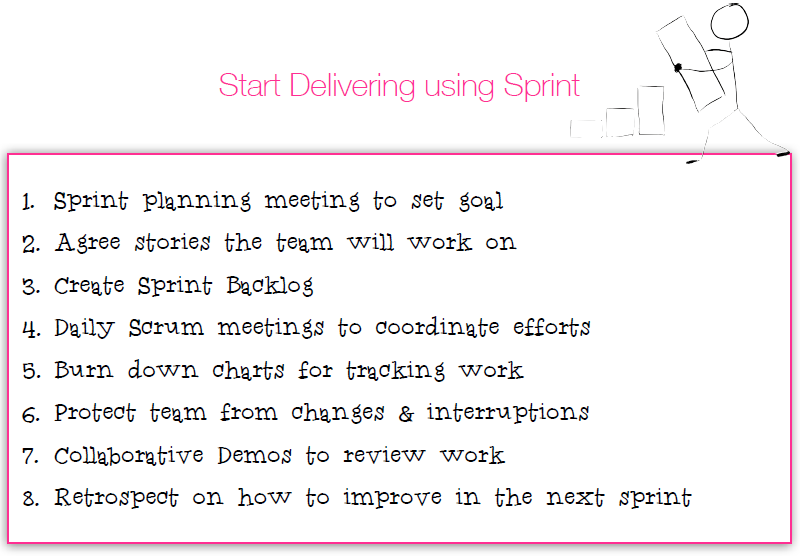 Start Delivering using Sprint
1. Sprint planning meeting to set goal
2. Agree stories the team will work on
3. Create Sprint Backlog
4. Daily Scrum meetings to coordinate efforts
5. Burn down charts for tracking work
6. Protect team from changes & interruptions
7. Collaborative Demos to review work
8. Retrospect on how to improve in the next sprint